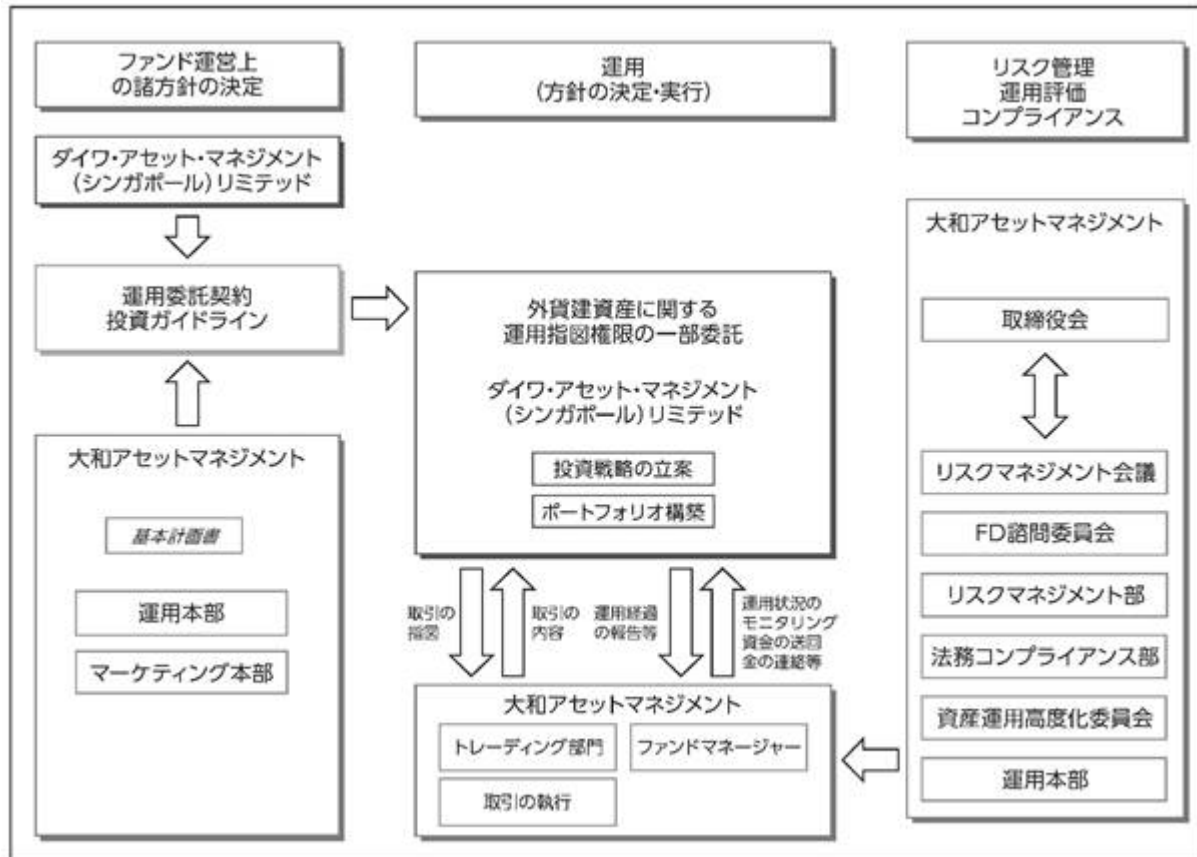 ファンド運営上
の諸方針の決定
ダイワ・アセット・マネジメント
(シンガポール)リミテッド
運用委託契約
投資ガイドライン
大和アセットマネジメント
基本計画書
運用本部
マーケティング本部
運用
(方針の決定・実行)
外貨建資産に関する
運用指図権限の一部委託
ダイワ・アセット・マネジメント
(シンガポール)リミテッド
投資戦略の立案
ポートフォリオ構築
取引の
指図
取引の
内容
運用経過
の報告等
運用状況の
モニタリング
資金の送回
金の連絡等
大和アセットマネジメント
トレーディング部門
ファンドマネージャー
取引の執行
リスク管理
運用評価
コンプライアンス
大和アセットマネジメント
取締役会
リスクマネジメント会議
FD諮問委員会
リスクマネジメント部
法務コンプライアンス部
資産運用高度化委員会
運用本部